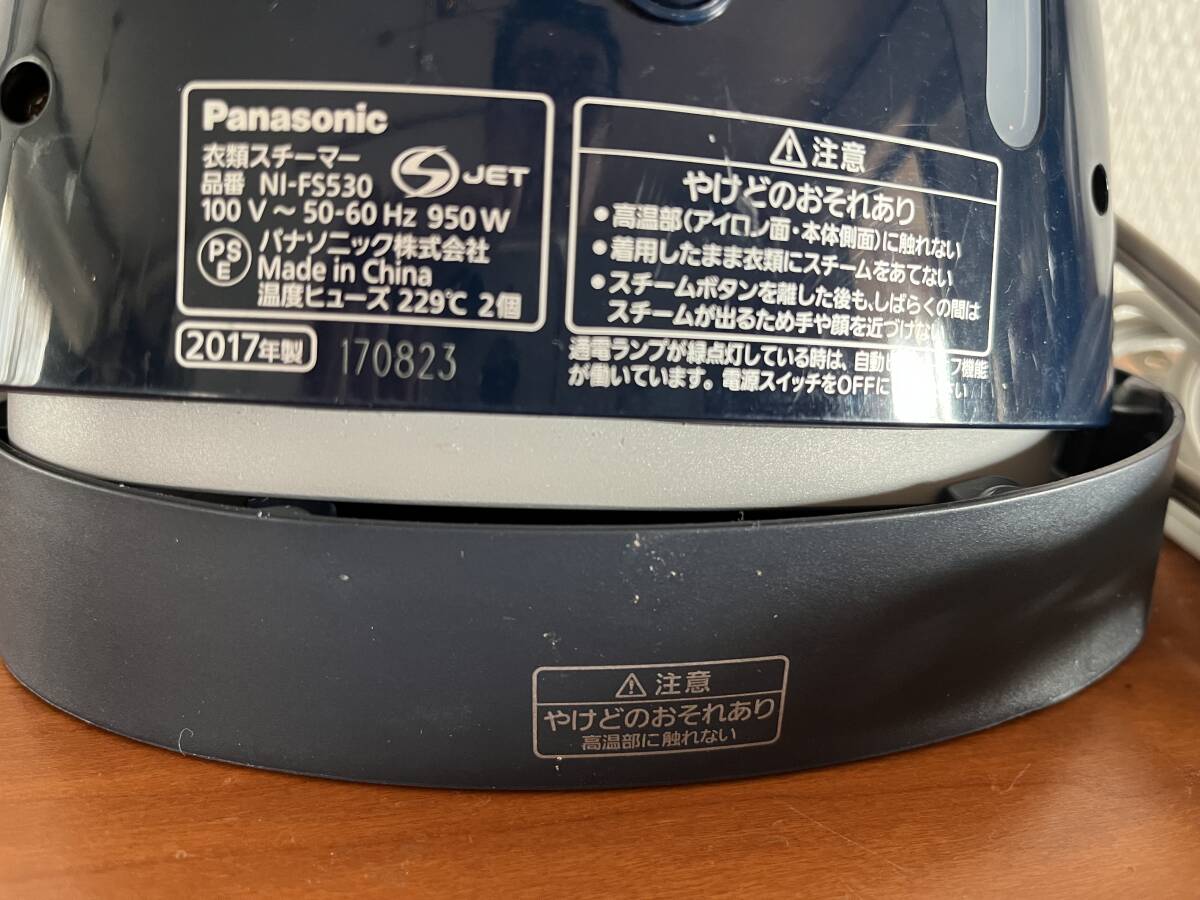 Panasonic
衣類スチーマー
品番 NI-FS530
JET
100 V～ 50-60 Hz 950 W
PS
E
パナソニック株式会社
Made in China
温度ヒューズ 229℃ 2個
2017年製 170823
注意
やけどのおそれあり
•高温部(アイロン面・本体側面)に触れない
•着用したまま衣類にスチームをあてない
•スチームボタンを離した後も、しばらくの間は
スチームが出るため手や顔を近づけない
通電ランプが緑点灯している時は、自動 機能
が働いています。電源スイッチをOFFに さい
注意
やけどのおそれあり
高温部に触れない